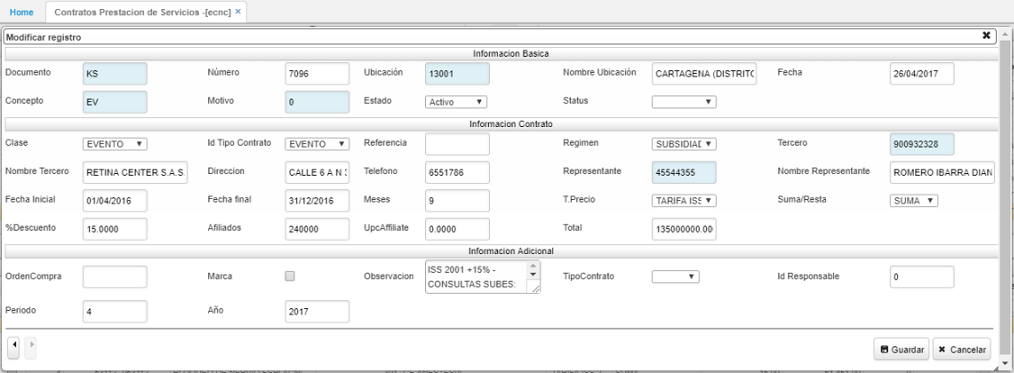 Home Contratos Prestacion de Servicios -[ecnc] ×
Modificar registro ✖
Informacion Basica
Documento KS Número 7096 Ubicación 13001 Nombre Ubicación CARTAGENA (DISTRITO Fecha 26/04/2017
Concepto EV Motivo 0 Estado Activo Status
Informacion Contrato
Clase EVENTO Id Tipo Contrato EVENTO Referencia Regimen SUBSIDIAD Tercero 900932328
Nombre Tercero RETINA CENTER S.A.S. Direccion CALLE 6 A N Telefono 6551786 Representante 45544355 Nombre Representante ROMERO IBARRA DIAN
Fecha Inicial 01/04/2016 Fecha final 31/12/2016 Meses 9 T.Precio TARIFA ISS Suma/Resta SUMA
%Descuento 15.0000 Afiliados 240000 UpcAffiliate 0.0000 Total 135000000.00
Informacion Adicional
OrdenCompra Marca Observacion ISS 2001 +15% - TipoContrato Id Responsable 0
CONSULTAS SUBES:
Periodo 4 Año 2017
Guardar ✖ Cancelar